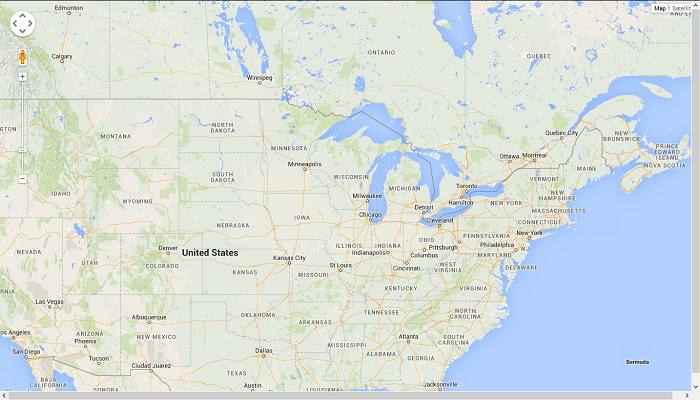 Edmonton
Map
Satellit
Calgary
ONTARIO
QUEBEC
Winnipeg
NORTH
DAKOTA
MONTANA
MINNESOTA
Quebec City
NEW
BRUNSWICK
PRINCE
EDWARD
ISLAND
NOVA SCOTIA
Ottawa
Montreal
MAINE
Minneapolis
SOUTH
DAKOTA
WISCONSIN
MICHIGAN
Toronto
VERMONT
NEW
HAMPSHIRE
IDAHO
WYOMING
Milwaukee
Hamilton
NEW YORK
MASSACHUSETTS
Detroit
IOWA
Chicago
Cleveland
CONNECTICUT
NEBRASKA
New York
PENNSYLVANIA
NEVADA
Denver
United States
ILLINOIS
INDIANA
OHIO
Pittsburgh
Philadelphia
NJ
Indianapolis
Columbus
MARYLAND
UTAH
COLORADO
Kansas City
St Louis
Cincinnati
WEST
VIRGINIA
DELAWARE
KANSAS
MISSOURI
KENTUCKY
VIRGINIA
Las Vegas
Albuquerque
OKLAHOMA
TENNESSEE
NORTH
CAROLINA
ARKANSAS
os Angeles
ARIZONA
Phoenix
NEW MEXICO
Atlanta
SOUTH
CAROLINA
MISSISSIPPI
San Diego
Dallas
ALABAMA
GEORGIA
Tucson
Ciudad Juarez
Bermuda
TEXAS
BAJA
CALIFORNIA
SONORA
Austin
LOUISIANA
Jacksonville